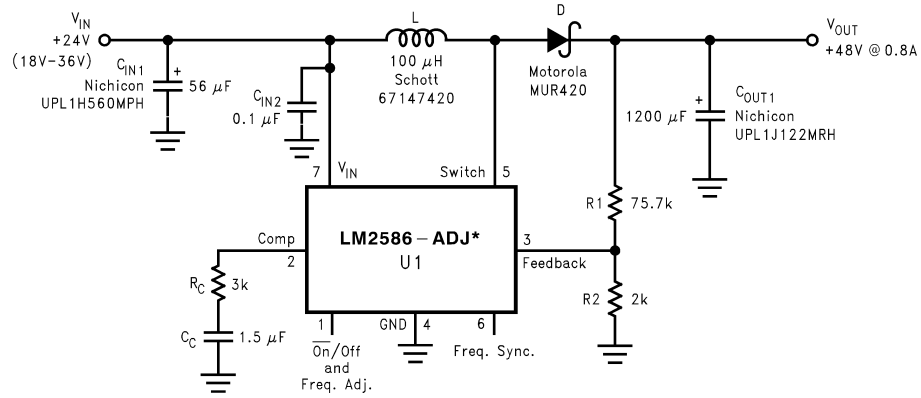 V_IN
+24V
(18V-36V)
C_IN1
Nichicon
UPL1H560MPH
+
56 μF
C_IN2
0.1 μF
L
100 μH
Schott
67147420
D
Motorola
MUR420
V_OUT
+48V @ 0.8A
1200 μF
+
C_OUT1
Nichicon
UPL1J122MRH
7
V_IN
Switch
5
R1
75.7k
Comp
2
LM2586-ADJ*
U1
3
Feedback
R_C
3k
R2
2k
C_C
1.5 μF
1
GND
4
6
On/Off
and
Freq. Adj.
Freq. Sync.